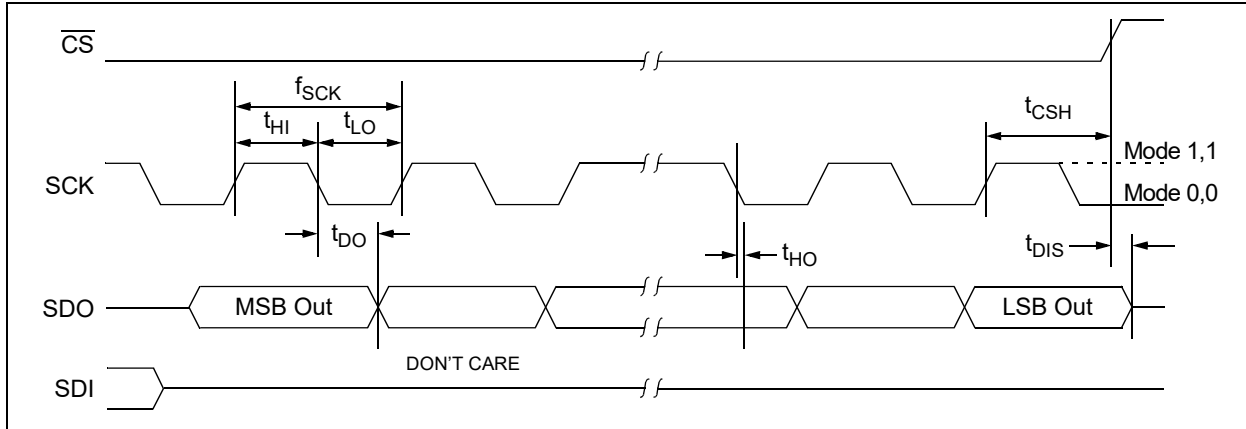 CS
fSCK
tHI
tLO
tCSH
Mode 1,1
SCK
Mode 0,0
tDO
tHO
tDIS
SDO
MSB Out
LSB Out
DON'T CARE
SDI